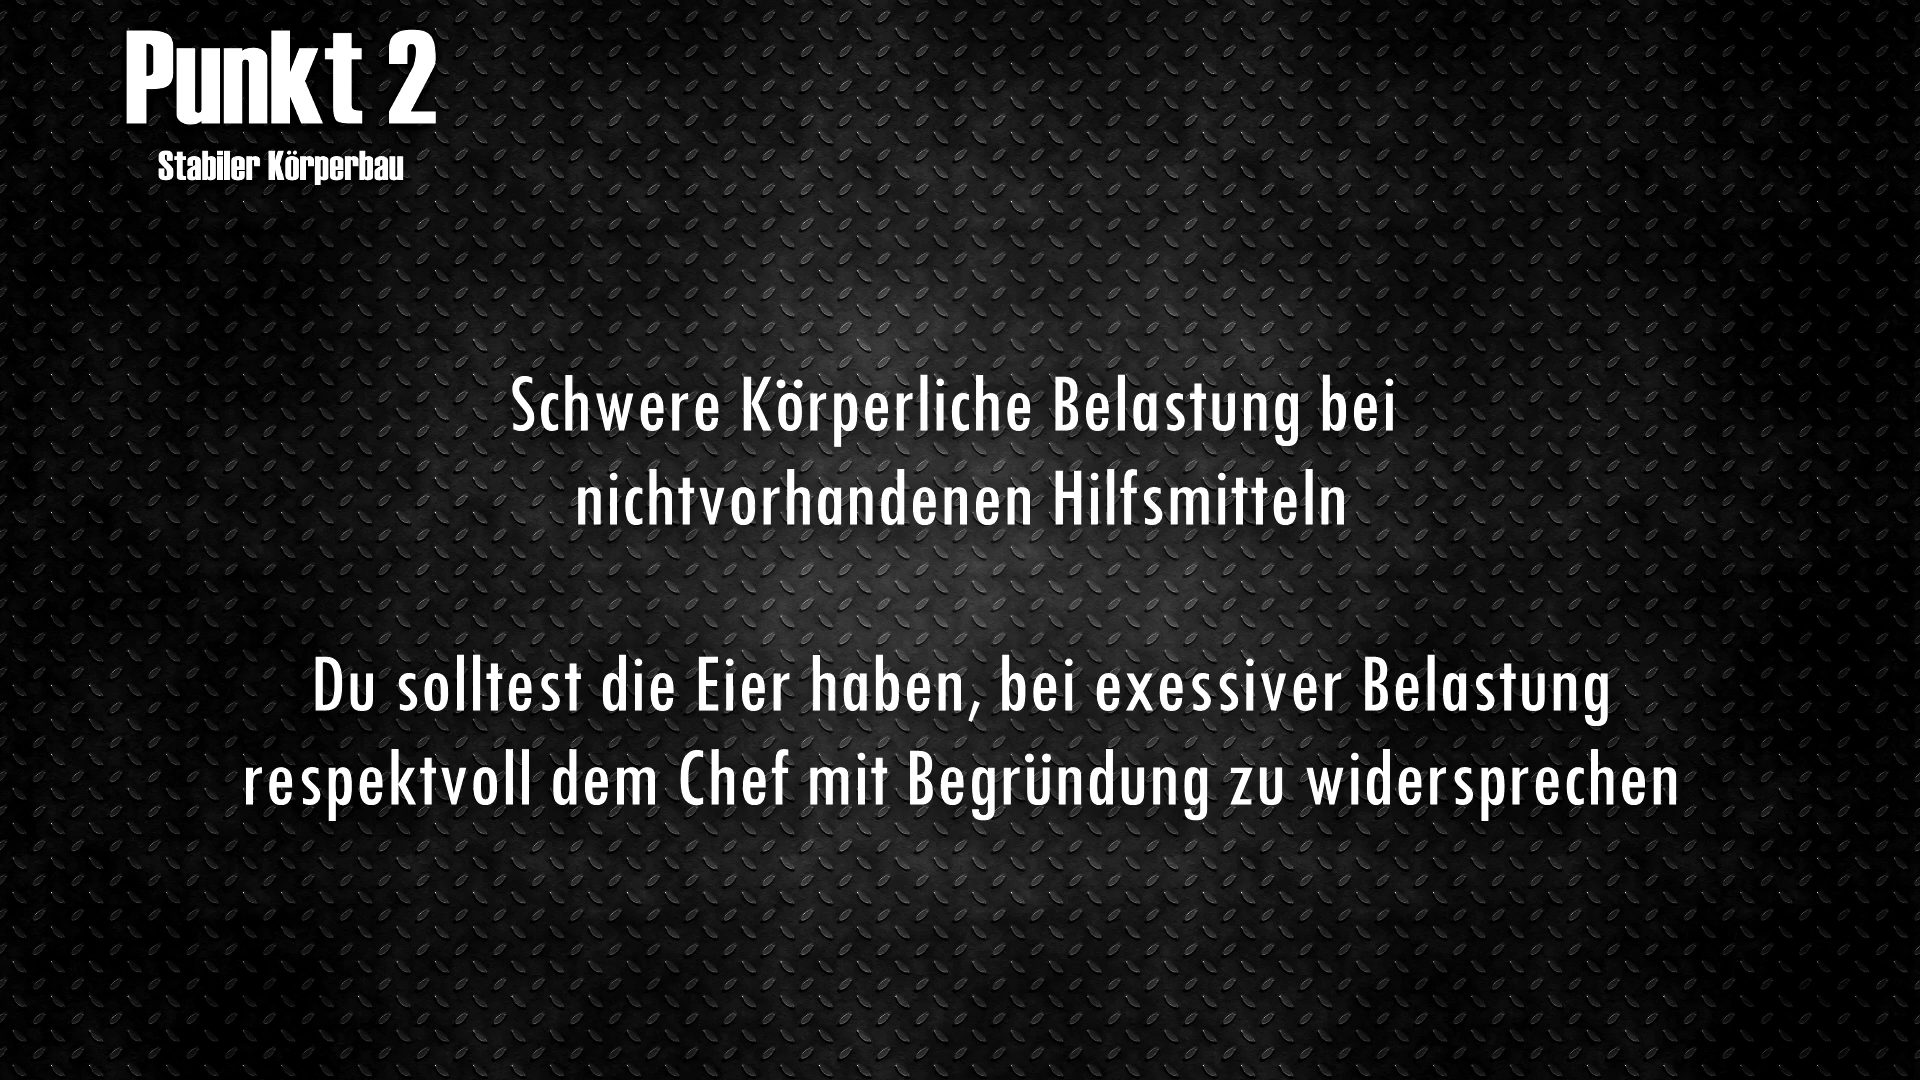 Punkt 2
Stabiler Körperbau
Schwere Körperliche Belastung bei
nichtvorhandenen Hilfsmitteln
Du solltest die Eier haben, bei exessiver Belastung
respektvoll dem Chef mit Begründung zu widersprechen